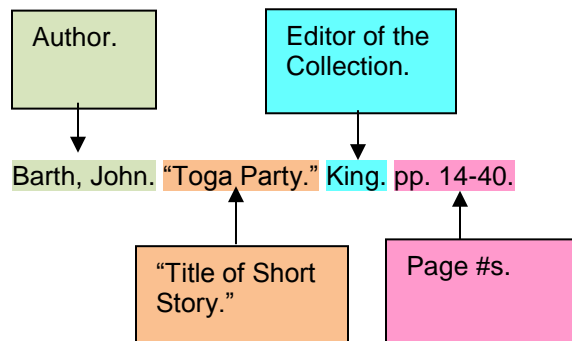 Author.
Editor of the
Collection.
Barth, John. “Toga Party.” King. pp. 14-40.
“Title of Short
Story.”
Page #s.